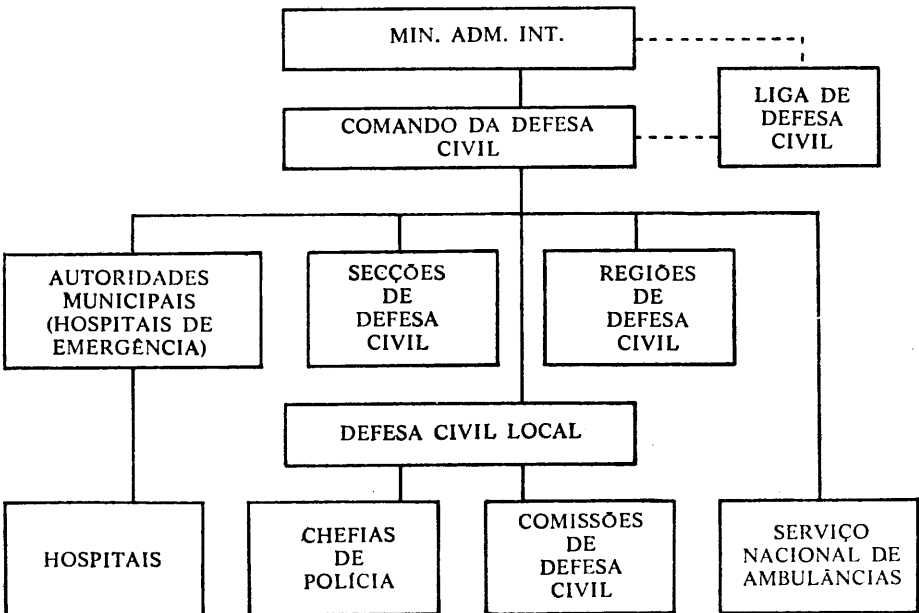 MIN. ADM. INT.
LIGA DE
DEFESA
CIVIL
COMANDO DA DEFESA
CIVIL
AUTORIDADES
MUNICIPAIS
(HOSPITAIS DE
EMERGÊNCIA)
SECÇÕES
DE
DEFESA
CIVIL
REGIÕES
DE
DEFESA
CIVIL
DEFESA CIVIL LOCAL
HOSPITAIS
CHEFIAS
DE
POLÍCIA
COMISSÕES
DE
DEFESA
CIVIL
SERVIÇO
NACIONAL DE
AMBULÂNCIAS